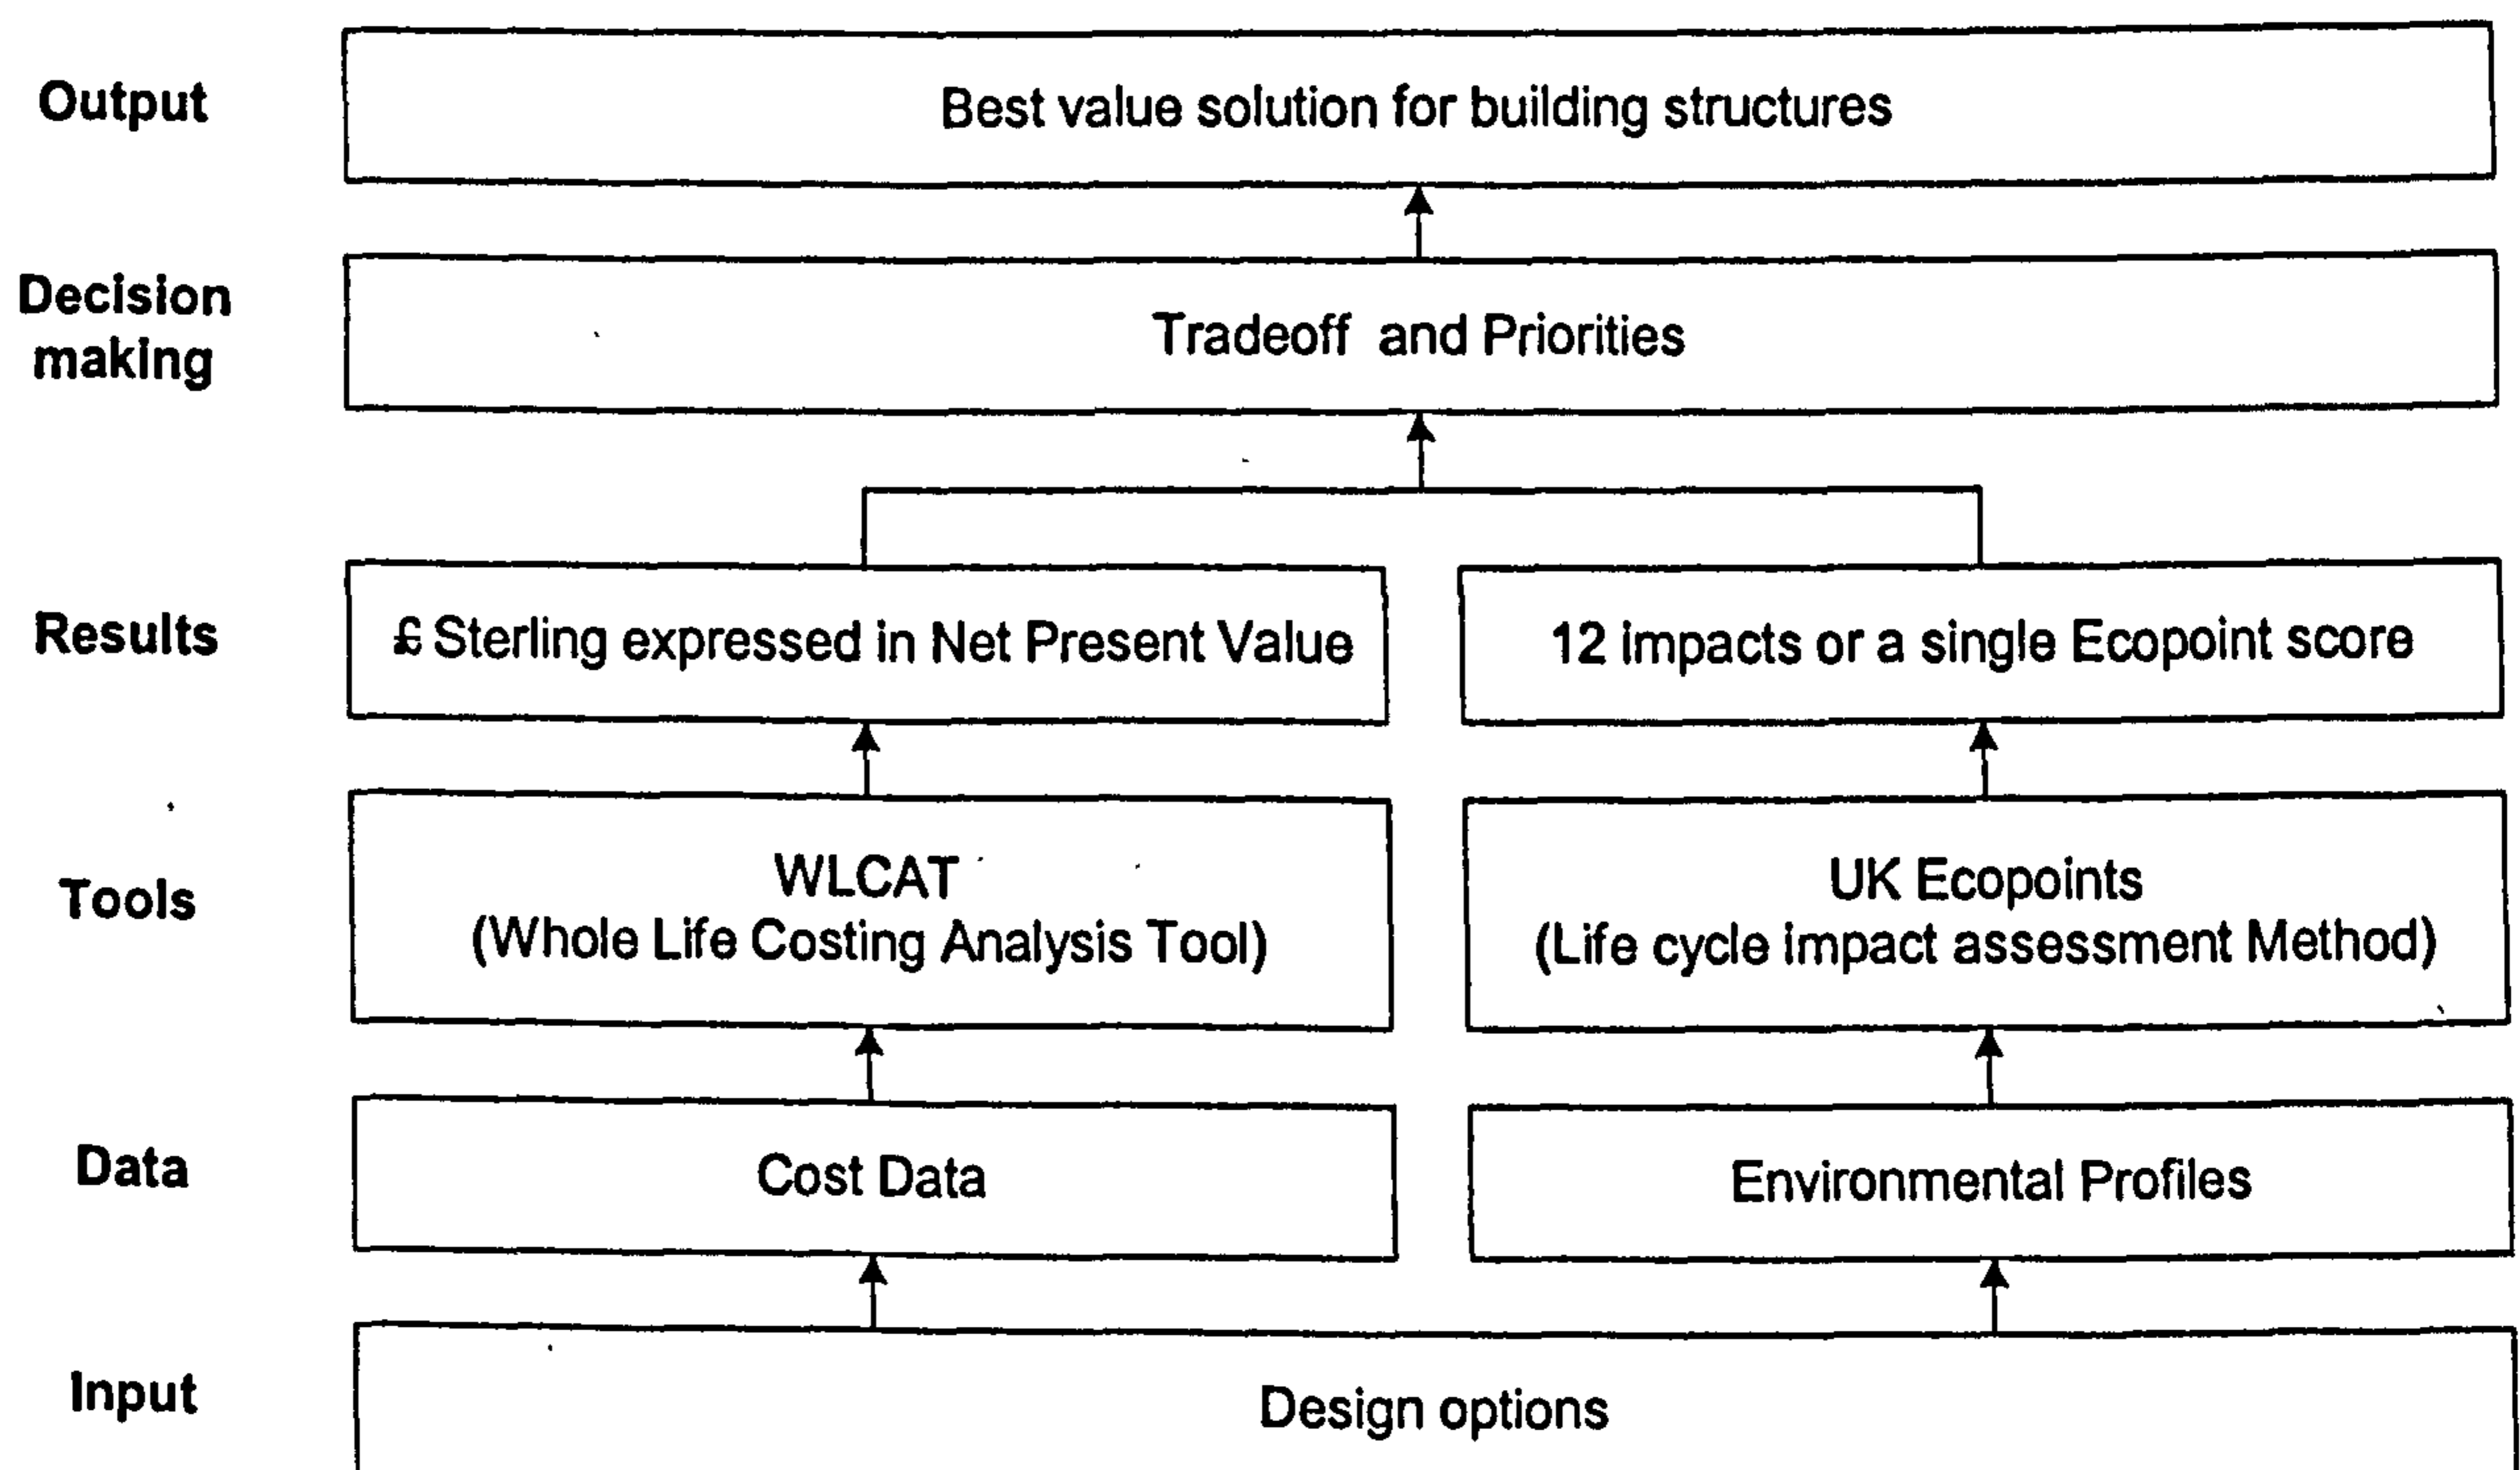 Output
Best value solution for building structures
Decision
making
Tradeoff and Priorities
Results
£ Sterling expressed in Net Present Value
12 impacts or a single Ecopoint score
Tools
WLCAT
(Whole Life Costing Analysis Tool)
UK Ecopoints
(Life cycle impact assessment Method)
Data
Cost Data
Environmental Profiles
Input
Design options